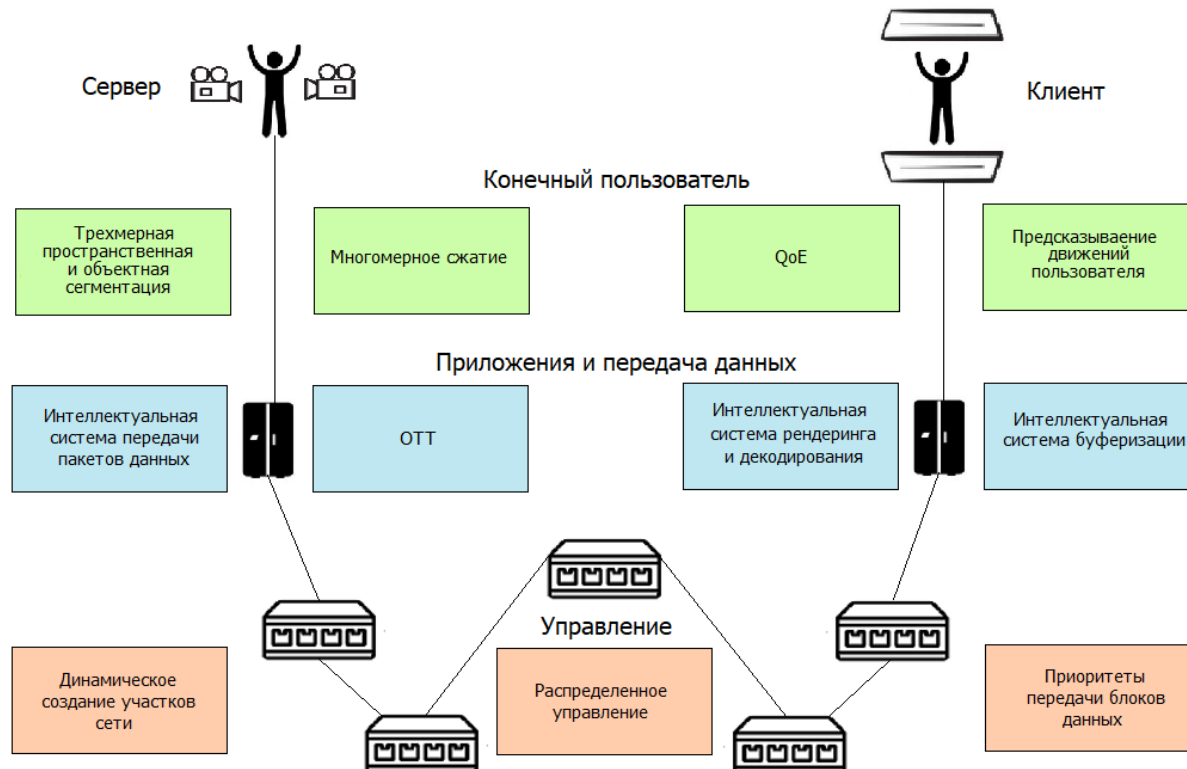 Сервер
Клиент
Конечный пользователь
Трехмерная
пространственная
и объектная
сегментация
Многомерное сжатие
QoE
Предсказываение
движений
пользователя
Приложения и передача данных
Интеллектуальная
система передачи
пакетов данных
OTT
Интеллектуальная
система рендеринга
и декодирования
Интеллектуальная
система буферизации
Управление
Динамическое
создание участков
сети
Распределенное
управление
Приоритеты
передачи блоков
данных